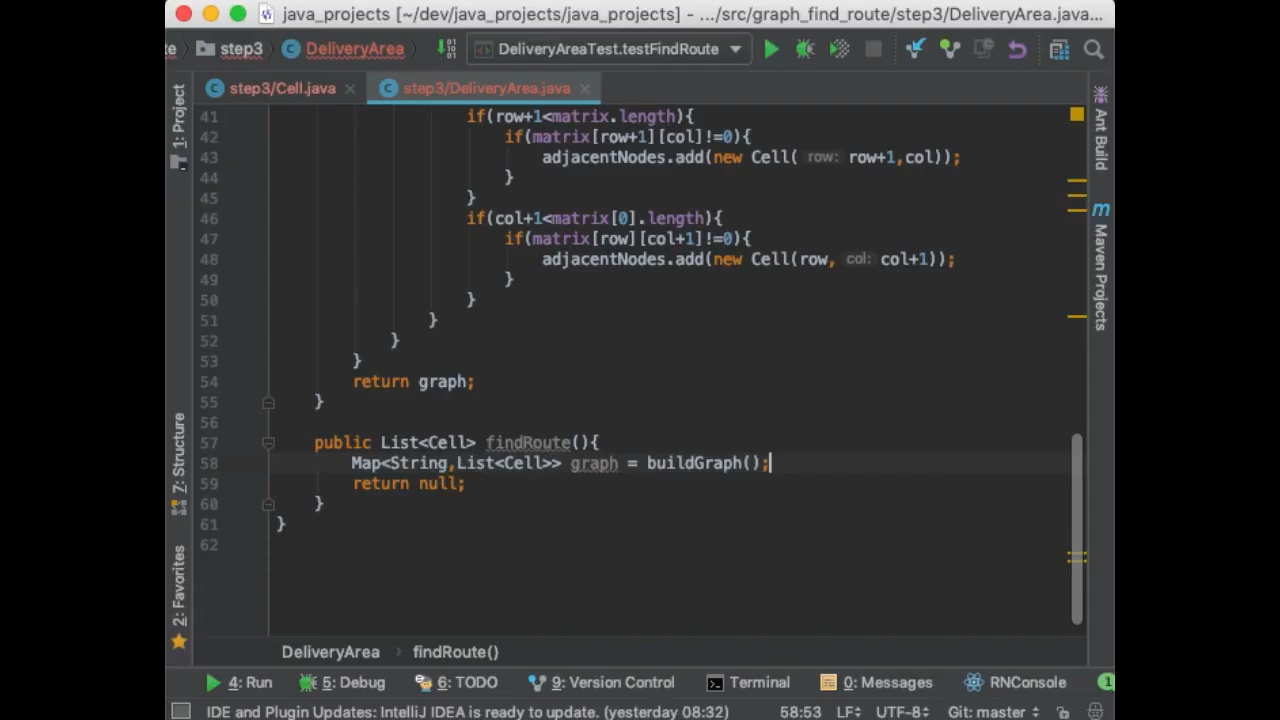 java_projects [~/dev/java_projects/java_projects] - .../src/graph_find_route/step3/DeliveryArea.java...
te step3 DeliveryArea DeliveryAreaTest.testFindRoute
step3/Cell.java step3/DeliveryArea.java
1: Project
7: Structure
2: Favorites
Ant Build
Maven Projects
41 if(row+1<matrix.length){
42 if(matrix[row+1][col]!=0){
43 adjacentNodes.add(new Cell( row: row+1,col));
44 }
45 }
46 if(col+1<matrix[0].length){
47 if(matrix[row][col+1]!=0){
48 adjacentNodes.add(new Cell(row, col: col+1));
49 }
50 }
51 }
52 }
53 }
54 return graph;
55 }
56
57 public List<Cell> findRoute(){
58 Map<String,List<Cell>> graph = buildGraph();
59 return null;
60 }
61 }
62
DeliveryArea › findRoute()
4: Run 5: Debug 6: TODO 9: Version Control Terminal 0: Messages RNConsole 1
IDE and Plugin Updates: IntelliJ IDEA is ready to update. (yesterday 08:32) 58:53 LF UTF-8 Git: master